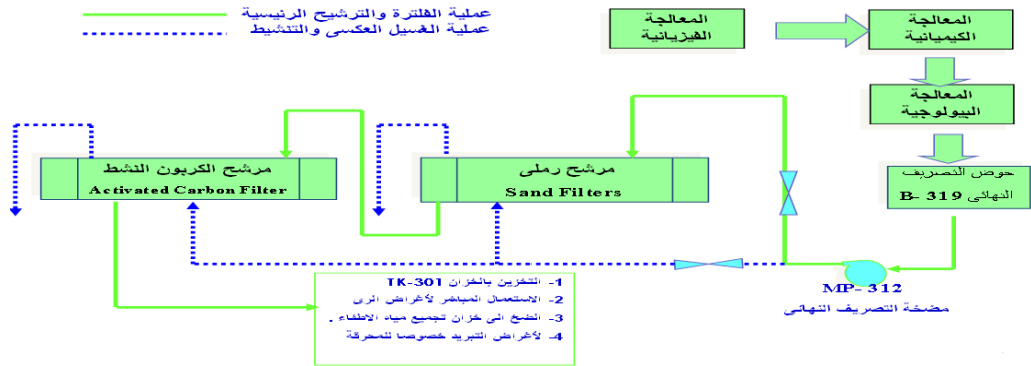 عملية الفلترة والترشيح الرئيسية
عملية الغسيل العكسى والتنشيط
المعالجة
الفيزيائية
المعالجة
الكيميائية
المعالجة
البيولوجية
حوض التصريف
النهائى B- 319
مرشح رملى
Sand Filters
مرشح الكربون النشط
Activated Carbon Filter
MP- 312
مضخة التصريف النهائى
1- التخزين بالخزان TK-301
2- الاستعمال المباشر لأغراض الرى
3- الضخ الى خزان تجميع مياه الاطفاء .
4- لأغراض التبريد خصوصا للمحرقة